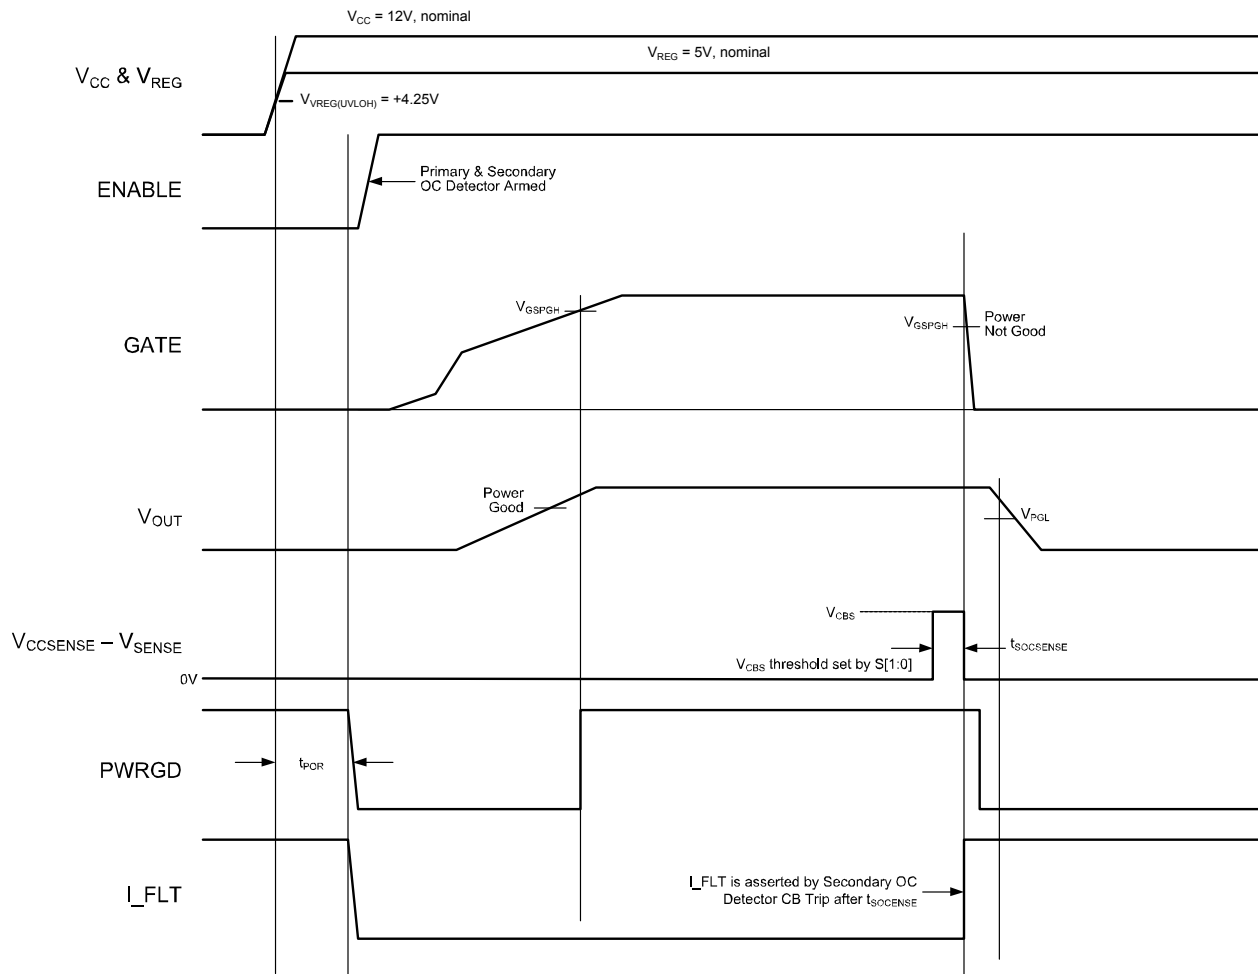 VCC = 12V, nominal
VREG = 5V, nominal
VCC & VREG
VVREG(UVLOH) = +4.25V
Primary & Secondary
OC Detector Armed
ENABLE
VGSPGH
VGSPGH
Power
Not Good
GATE
Power
Good
VOUT
VPGL
VCBS
VCCSENSE – VSENSE
tSOCSENSE
VCBS threshold set by S[1:0]
0V
PWRGD
tPOR
I_FLT is asserted by Secondary OC
Detector CB Trip after tSOCENSE
I_FLT